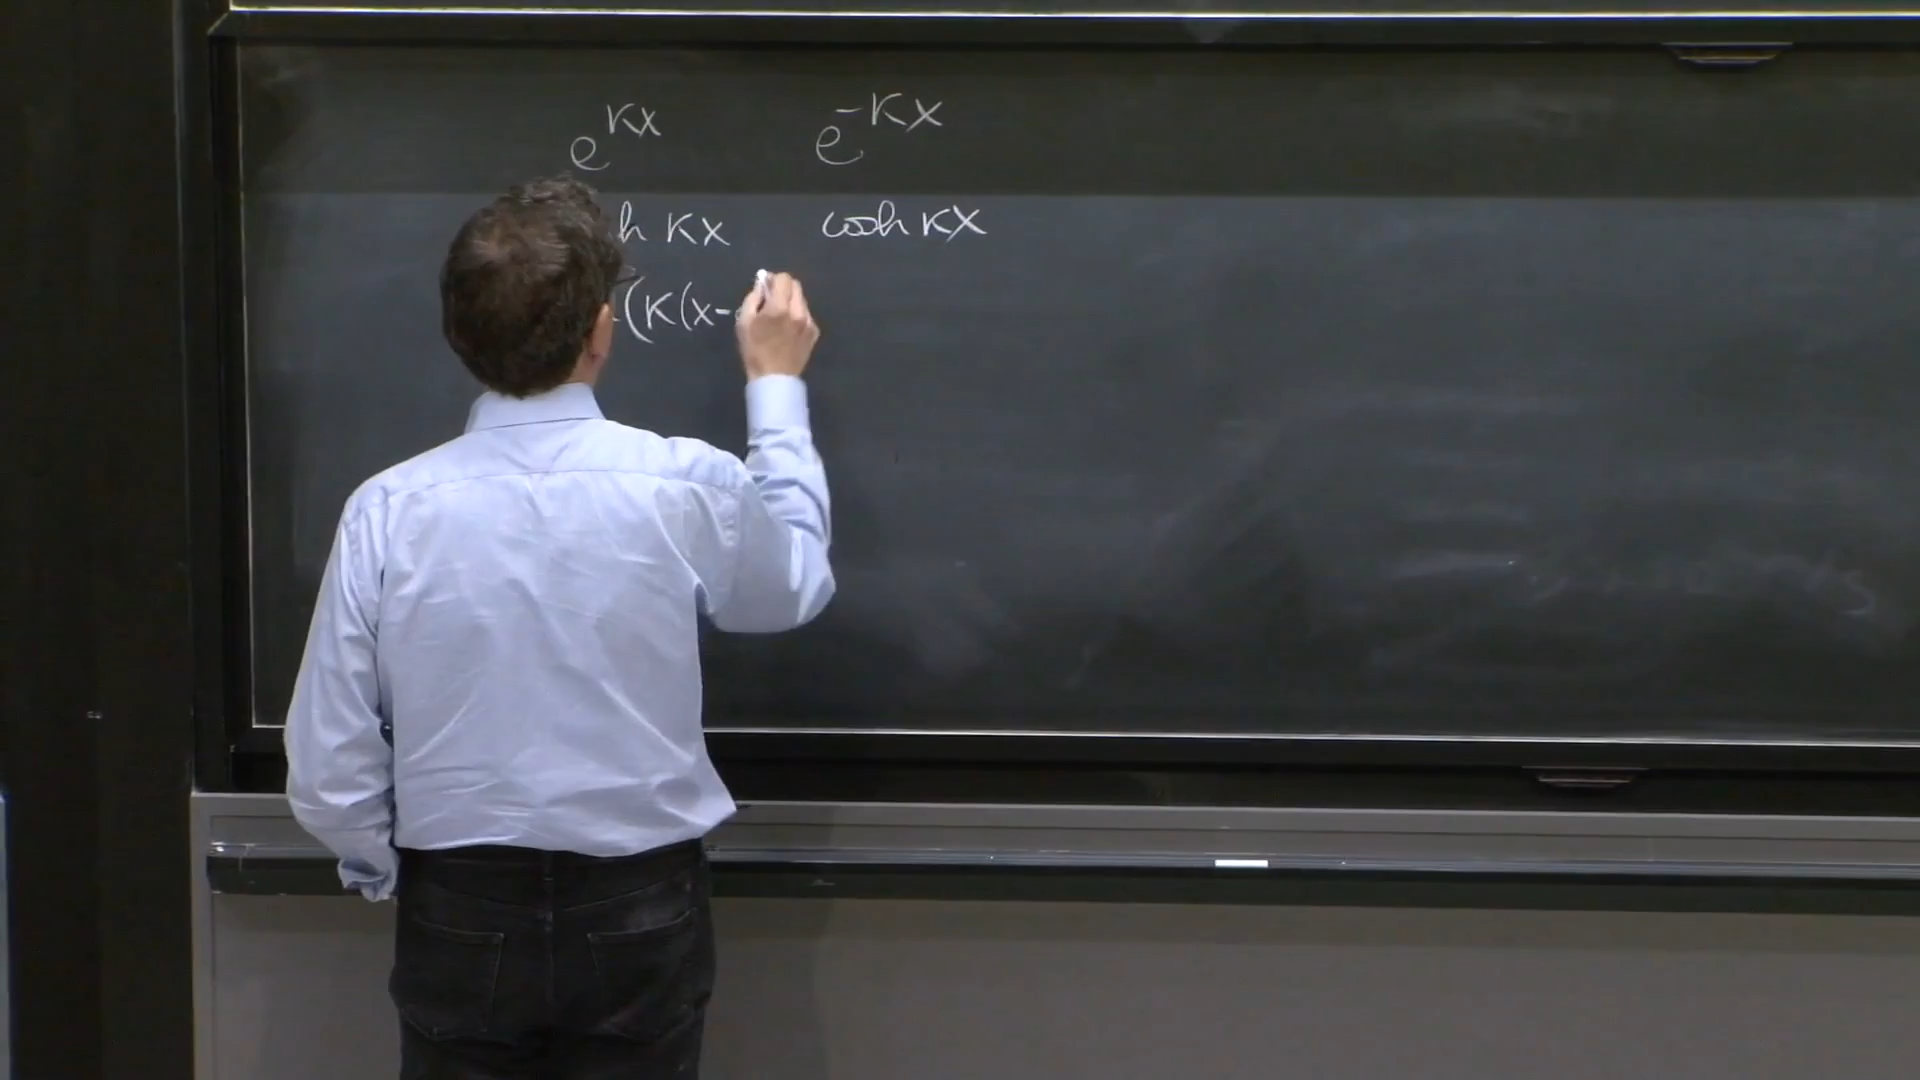 e^{κx} e^{-κx}
h κx cosh κx
(κ(x-